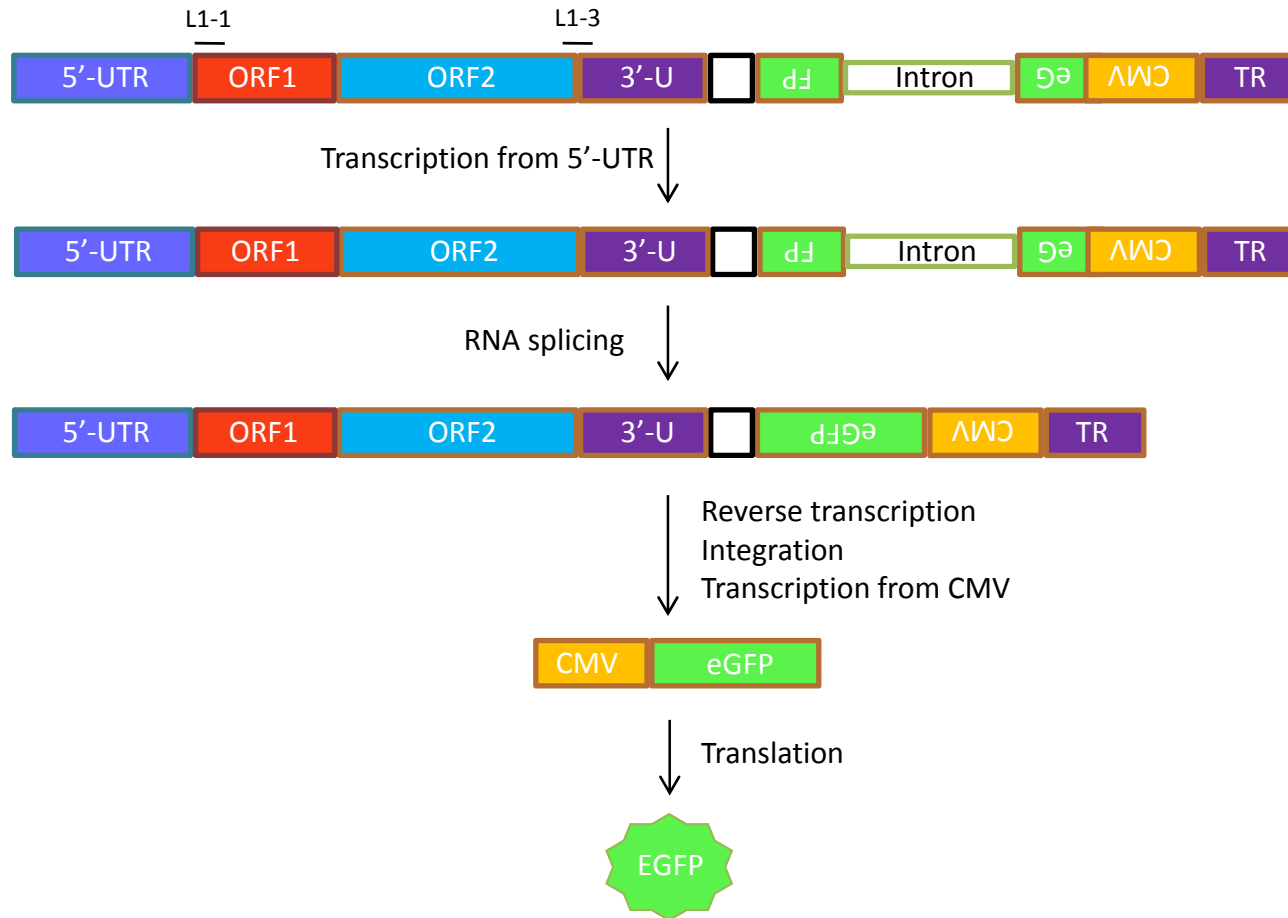 L1-1 L1-3
5’-UTR ORF1 ORF2 3’-U FP Intron eG CMV TR
Transcription from 5’-UTR
5’-UTR ORF1 ORF2 3’-U FP Intron eG CMV TR
RNA splicing
5’-UTR ORF1 ORF2 3’-U eGFP CMV TR
Reverse transcription
Integration
Transcription from CMV
CMV eGFP
Translation
EGFP